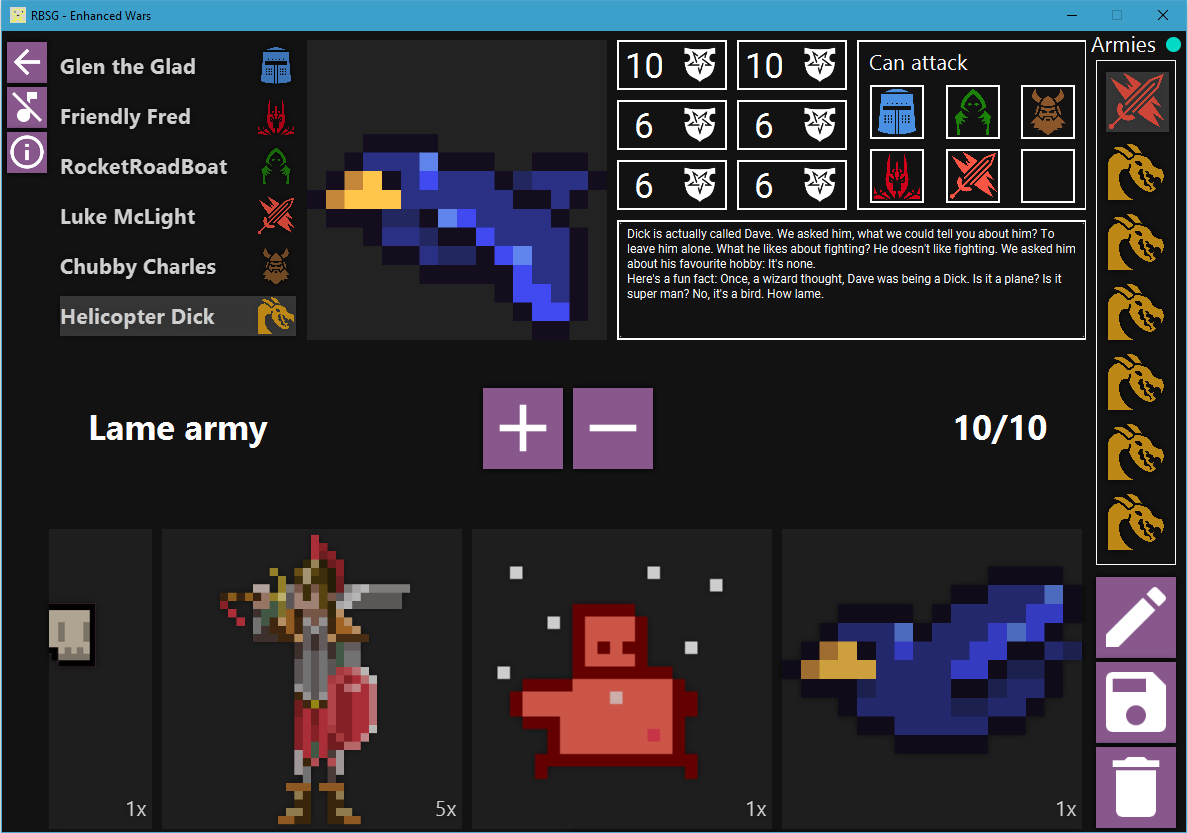 RBSG - Enhanced Wars
Glen the Glad
Friendly Fred
RocketRoadBoat
Luke McLight
Chubby Charles
Helicopter Dick
10 10
6 6
6 6
Can attack
Dick is actually called Dave. We asked him, what we could tell you about him? To
leave him alone. What he likes about fighting? He doesn't like fighting. We asked him
about his favourite hobby: It's none.
Here's a fun fact: Once, a wizard thought, Dave was being a Dick. Is it a plane? Is it
super man? No, it's a bird. How lame.
Armies
Lame army
10/10
1x
5x
1x
1x